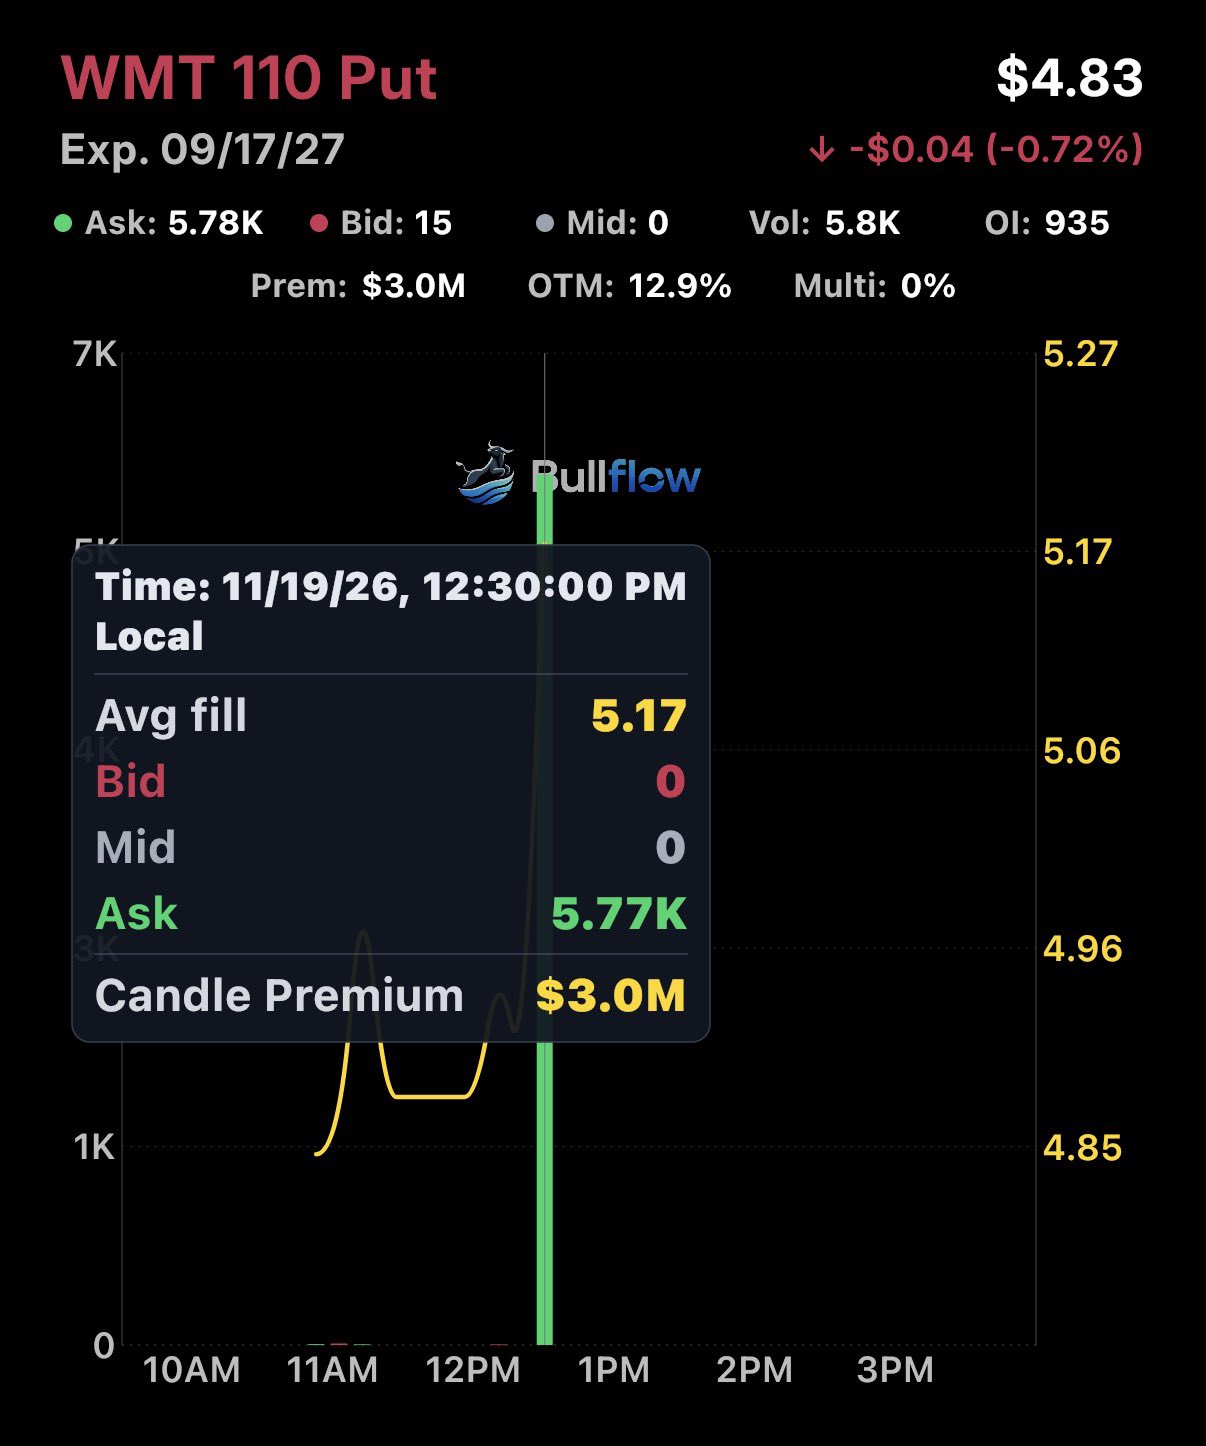 WMT 110 Put
$4.83
Exp. 09/17/27
↓ -$0.04 (-0.72%)
Ask: 5.78K Bid: 15 Mid: 0 Vol: 5.8K OI: 935
Prem: $3.0M OTM: 12.9% Multi: 0%
7K
5.27
Bullflow
5K
5.17
Time: 11/19/26, 12:30:00 PM
Local
Avg fill 5.17
4K
5.06
Bid 0
Mid 0
Ask 5.77K
3K
4.96
Candle Premium $3.0M
1K
4.85
0
10AM 11AM 12PM 1PM 2PM 3PM